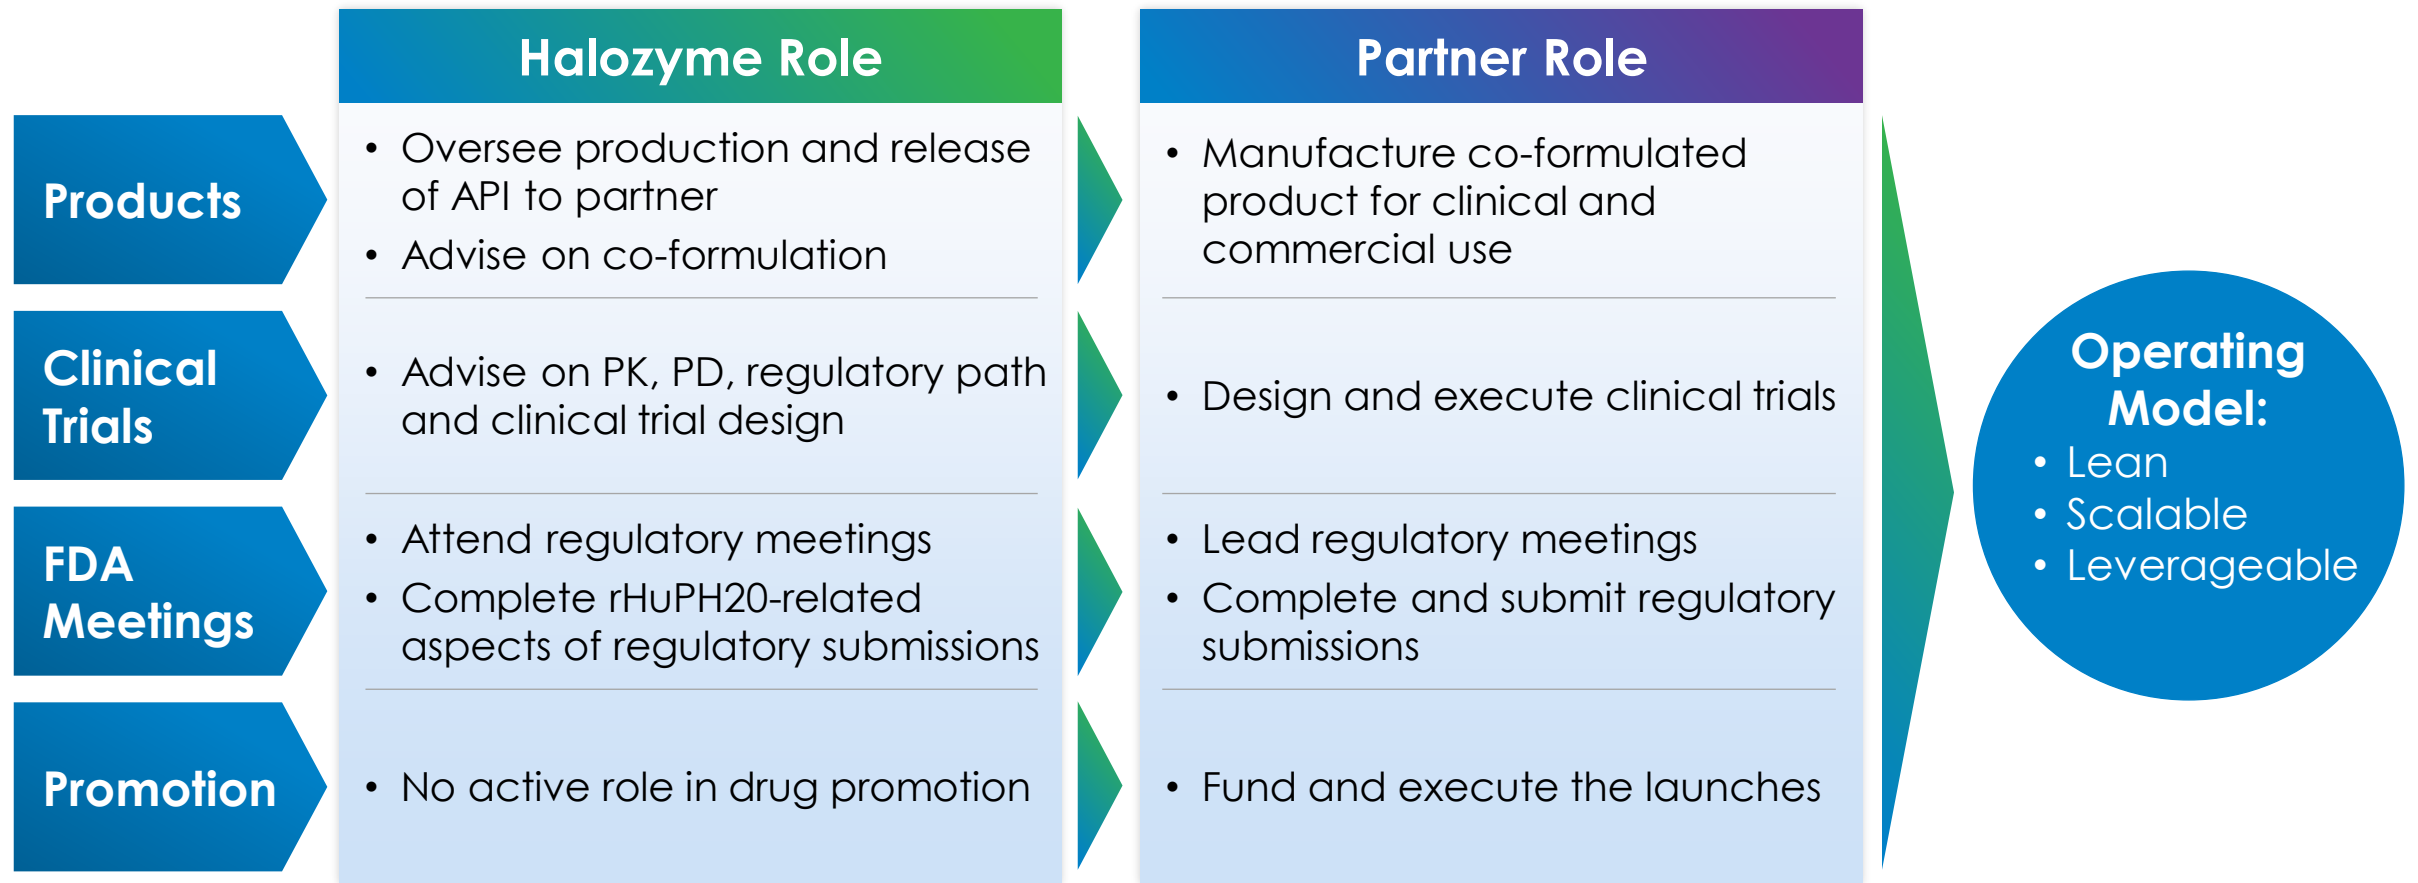 Halozyme Role
Partner Role
Products
• Oversee production and release
of API to partner
• Advise on co-formulation
• Manufacture co-formulated
product for clinical and
commercial use
Clinical
Trials
• Advise on PK, PD, regulatory path
and clinical trial design
• Design and execute clinical trials
FDA
Meetings
• Attend regulatory meetings
• Complete rHuPH20-related
aspects of regulatory submissions
• Lead regulatory meetings
• Complete and submit regulatory
submissions
Promotion
• No active role in drug promotion
• Fund and execute the launches
Operating
Model:
• Lean
• Scalable
• Leverageable